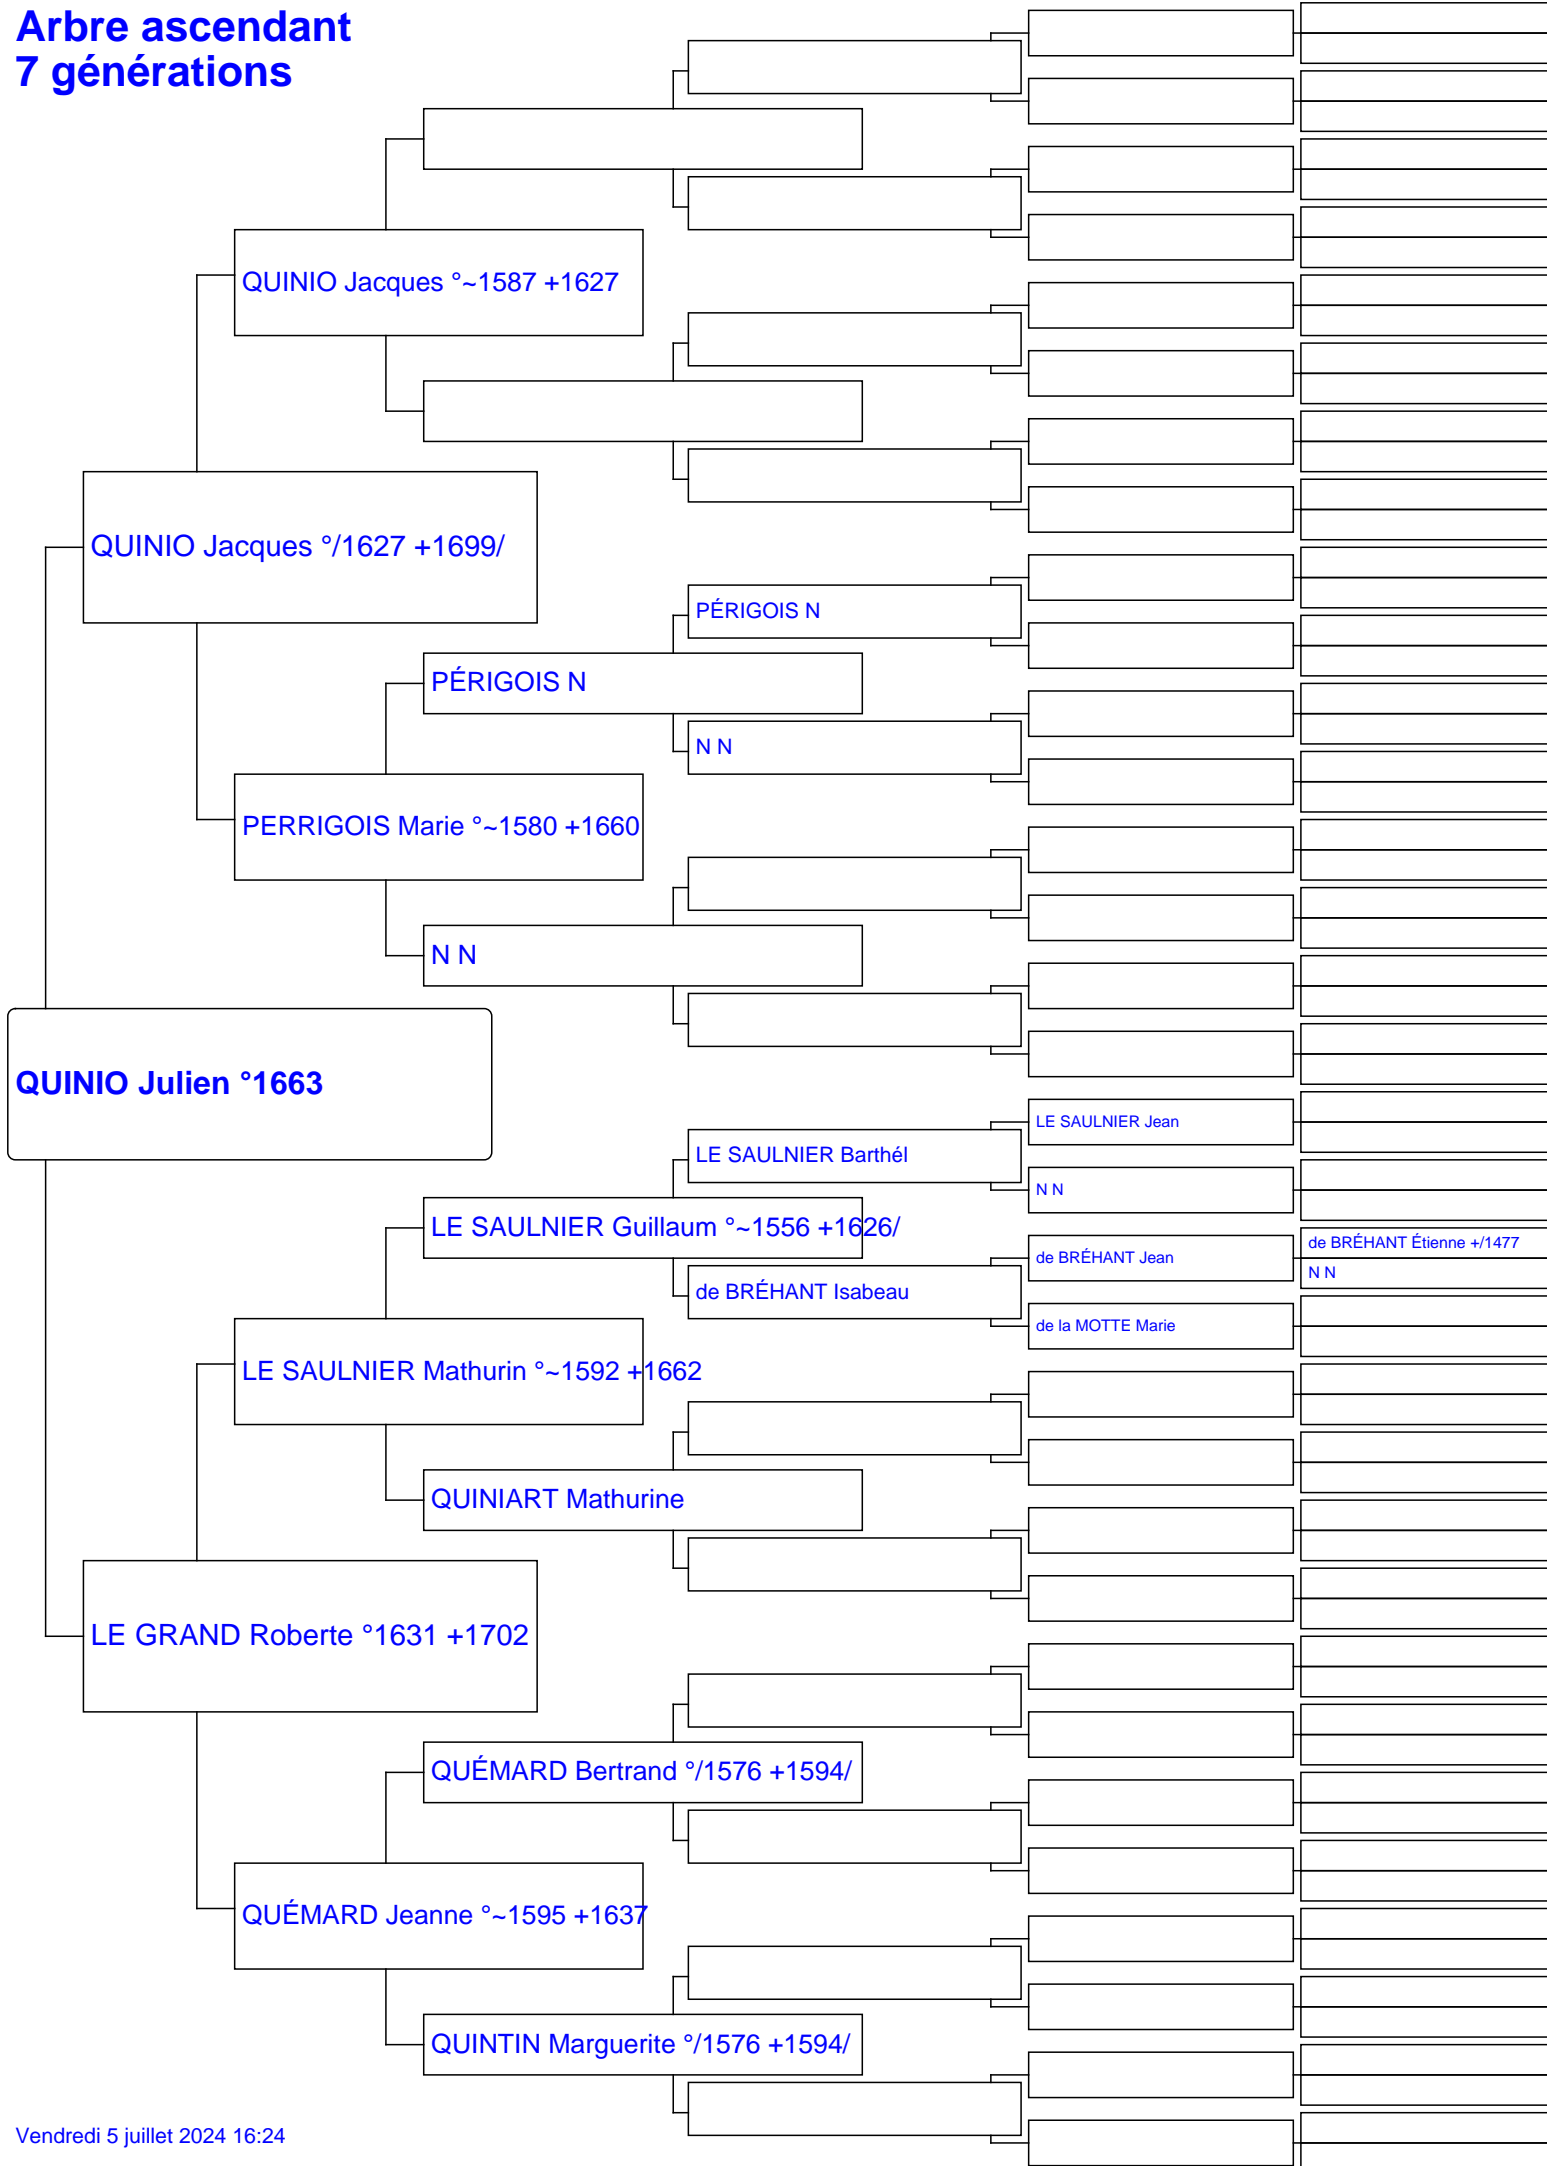 Arbre ascendant
7 générations
QUINIO Jacques °~1587 +1627
QUINIO Jacques °/1627 +1699/
PÉRIGOIS N
PÉRIGOIS N
N N
PERRIGOIS Marie °~1580 +1660
N N
QUINIO Julien °1663
LE SAULNIER Jean
LE SAULNIER Barthél
N N
LE SAULNIER Guillaum °~1556 +1626/
de BRÉHANT Étienne +/1477
de BRÉHANT Jean
N N
de BRÉHANT Isabeau
de la MOTTE Marie
LE SAULNIER Mathurin °~1592 +1662
QUINIART Mathurine
LE GRAND Roberte °1631 +1702
QUÉMARD Bertrand °/1576 +1594/
QUÉMARD Jeanne °~1595 +1637
QUINTIN Marguerite °/1576 +1594/
Vendredi 5 juillet 2024 16:24